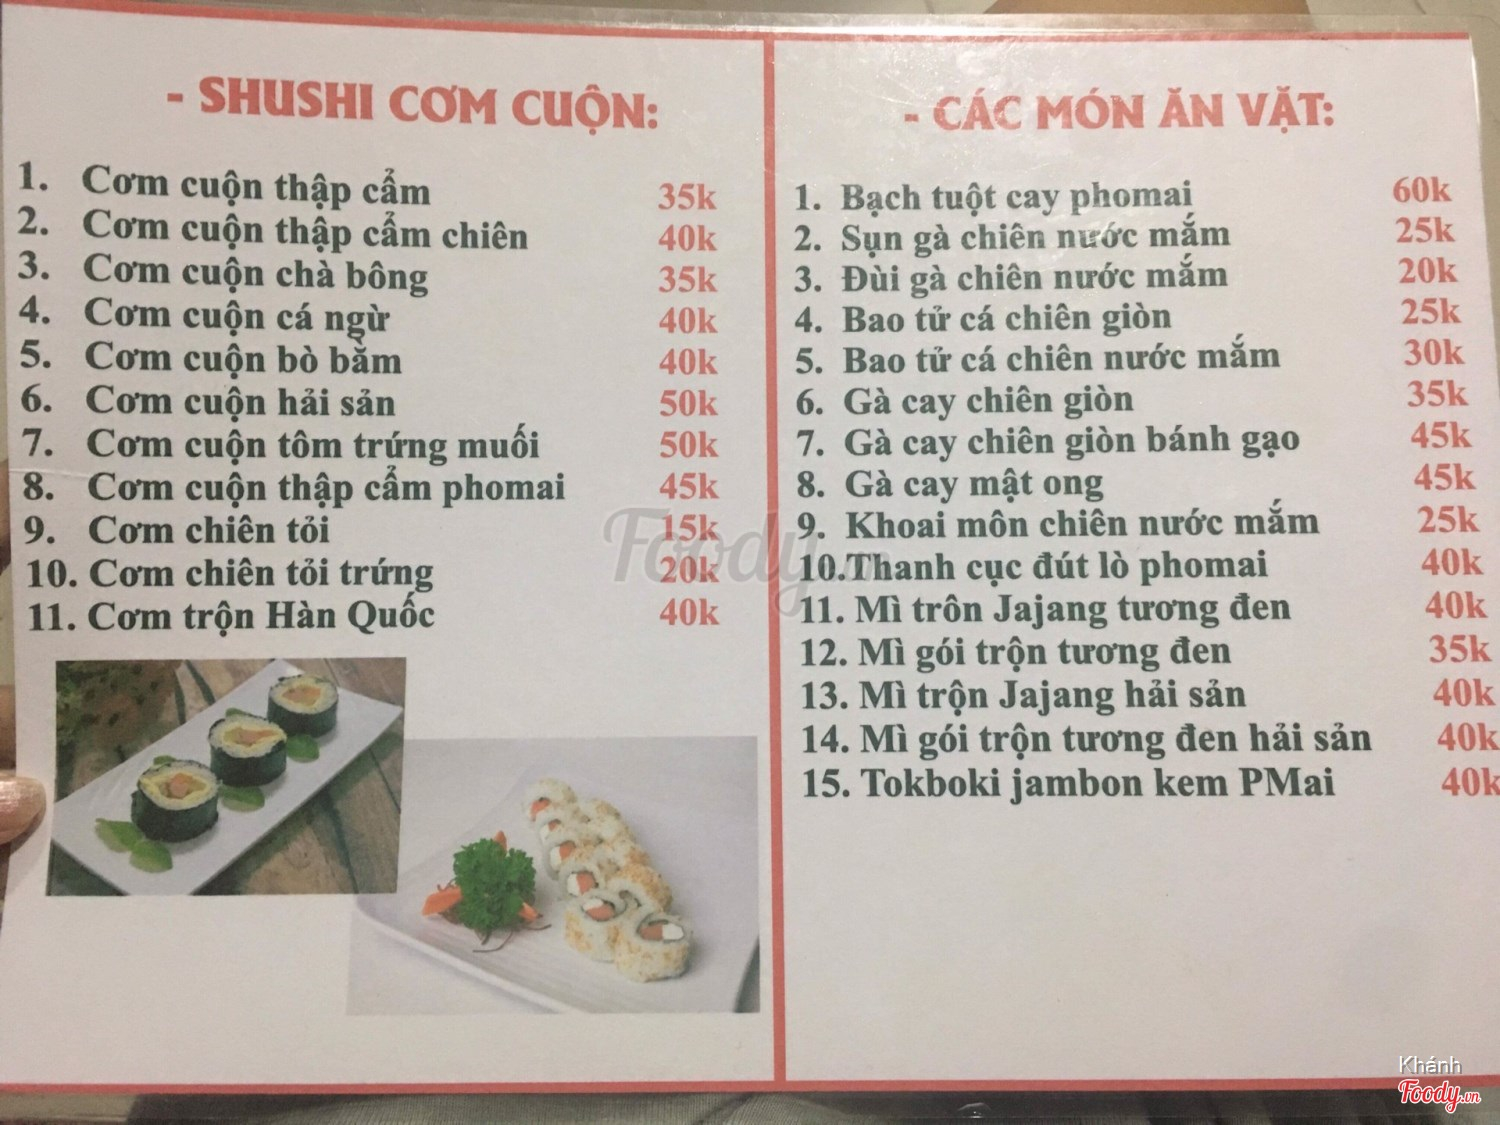 - SHUSHI CƠM CUỘN:
1. Cơm cuộn thập cẩm 35k
2. Cơm cuộn thập cẩm chiên 40k
3. Cơm cuộn chà bông 35k
4. Cơm cuộn cá ngừ 40k
5. Cơm cuộn bò bằm 40k
6. Cơm cuộn hải sản 50k
7. Cơm cuộn tôm trứng muối 50k
8. Cơm cuộn thập cẩm phomai 45k
9. Cơm chiên tỏi 15k
10. Cơm chiên tỏi trứng 20k
11. Cơm trộn Hàn Quốc 40k
- CÁC MÓN ĂN VẶT:
1. Bạch tuột cay phomai 60k
2. Sụn gà chiên nước mắm 25k
3. Đùi gà chiên nước mắm 20k
4. Bao tử cá chiên giòn 25k
5. Bao tử cá chiên nước mắm 30k
6. Gà cay chiên giòn 35k
7. Gà cay chiên giòn bánh gạo 45k
8. Gà cay mật ong 45k
9. Khoai môn chiên nước mắm 25k
10.Thanh cục đút lò phomai 40k
11. Mì trôn Jajang tương đen 40k
12. Mì gói trộn tương đen 35k
13. Mì trộn Jajang hải sản 40k
14. Mì gói trộn tương đen hải sản 40k
15. Tokboki jambon kem PMai 40k
Foody.vn
Khánh
Foody.vn